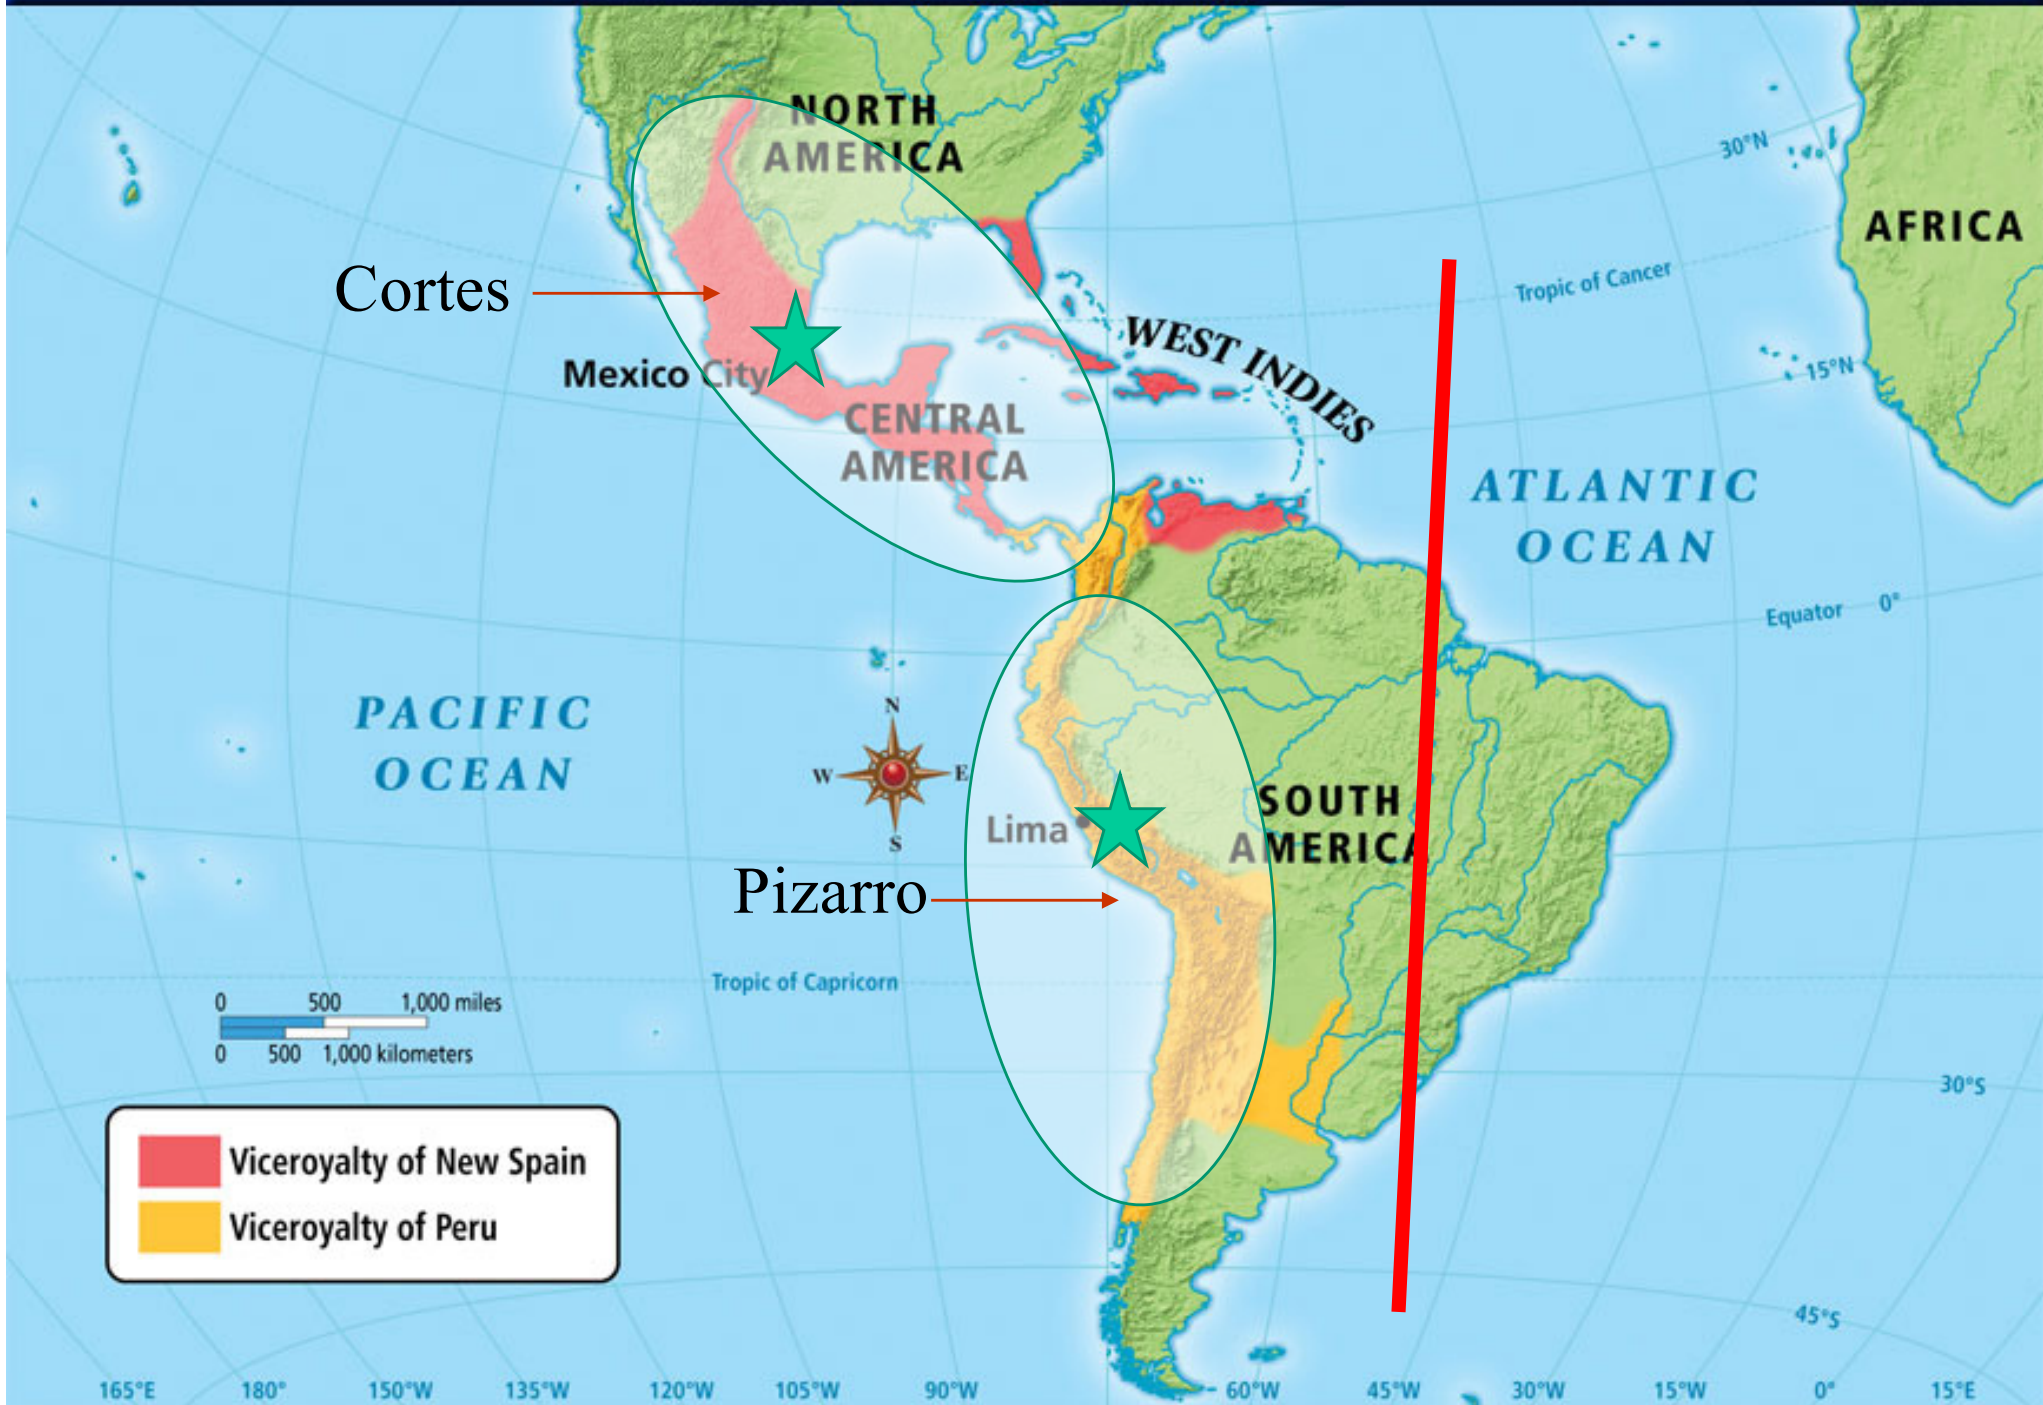 NORTH
AMERICA
30°N
AFRICA
Cortes
Tropic of Cancer
WEST INDIES
Mexico City
15°N
CENTRAL
AMERICA
ATLANTIC
OCEAN
Equator 0°
PACIFIC
OCEAN
N
W
E
S
SOUTH
AMERICA
Lima
Pizarro
Tropic of Capricorn
0 500 1,000 miles
0 500 1,000 kilometers
30°S
Viceroyalty of New Spain
Viceroyalty of Peru
45°S
165°E 180° 150°W 135°W 120°W 105°W 90°W 60°W 45°W 30°W 15°W 0° 15°E